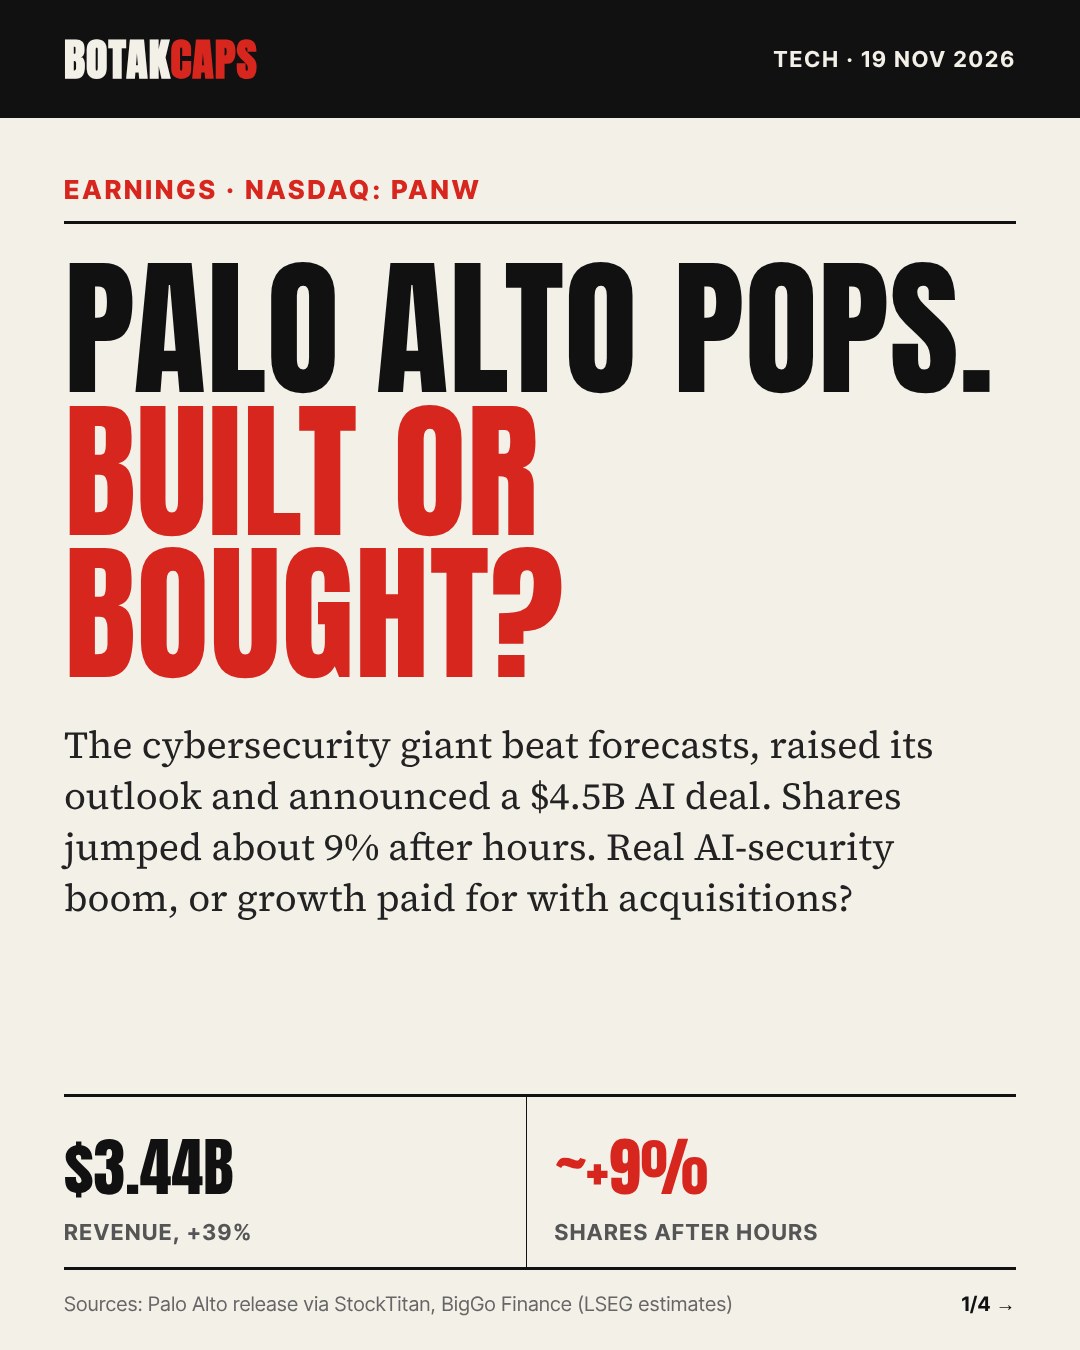 BOTAKCAPS
TECH · 19 NOV 2026
EARNINGS · NASDAQ: PANW
PALO ALTO POPS.
BUILT OR
BOUGHT?
The cybersecurity giant beat forecasts, raised its
outlook and announced a $4.5B AI deal. Shares
jumped about 9% after hours. Real AI-security
boom, or growth paid for with acquisitions?
$3.44B
REVENUE, +39%
~+9%
SHARES AFTER HOURS
Sources: Palo Alto release via StockTitan, BigGo Finance (LSEG estimates)
1/4 →